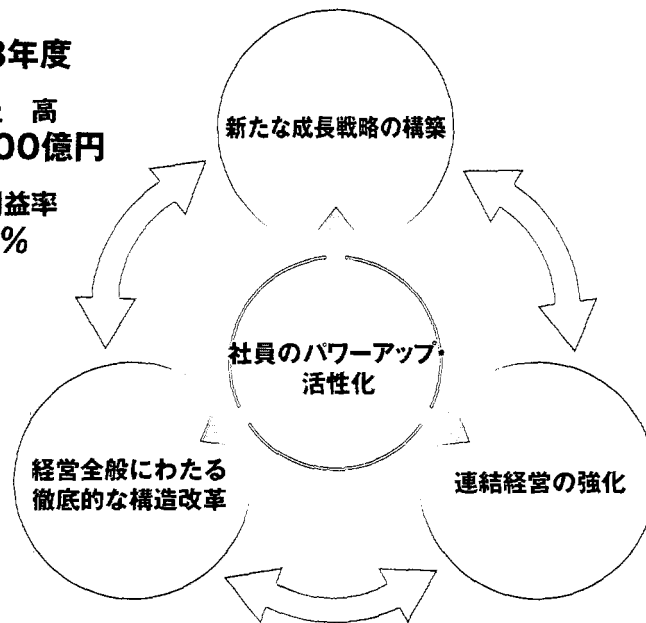 3年度
高
00億円
益率
%
新たな成長戦略の構築
社員のパワーアップ・
活性化
経営全般にわたる
徹底的な構造改革
連結経営の強化